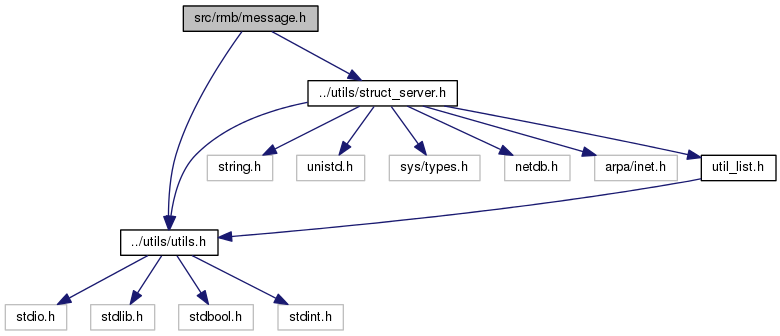 src/rmb/message.h
../utils/struct_server.h
string.h
unistd.h
sys/types.h
netdb.h
arpa/inet.h
util_list.h
../utils/utils.h
stdio.h
stdlib.h
stdbool.h
stdint.h